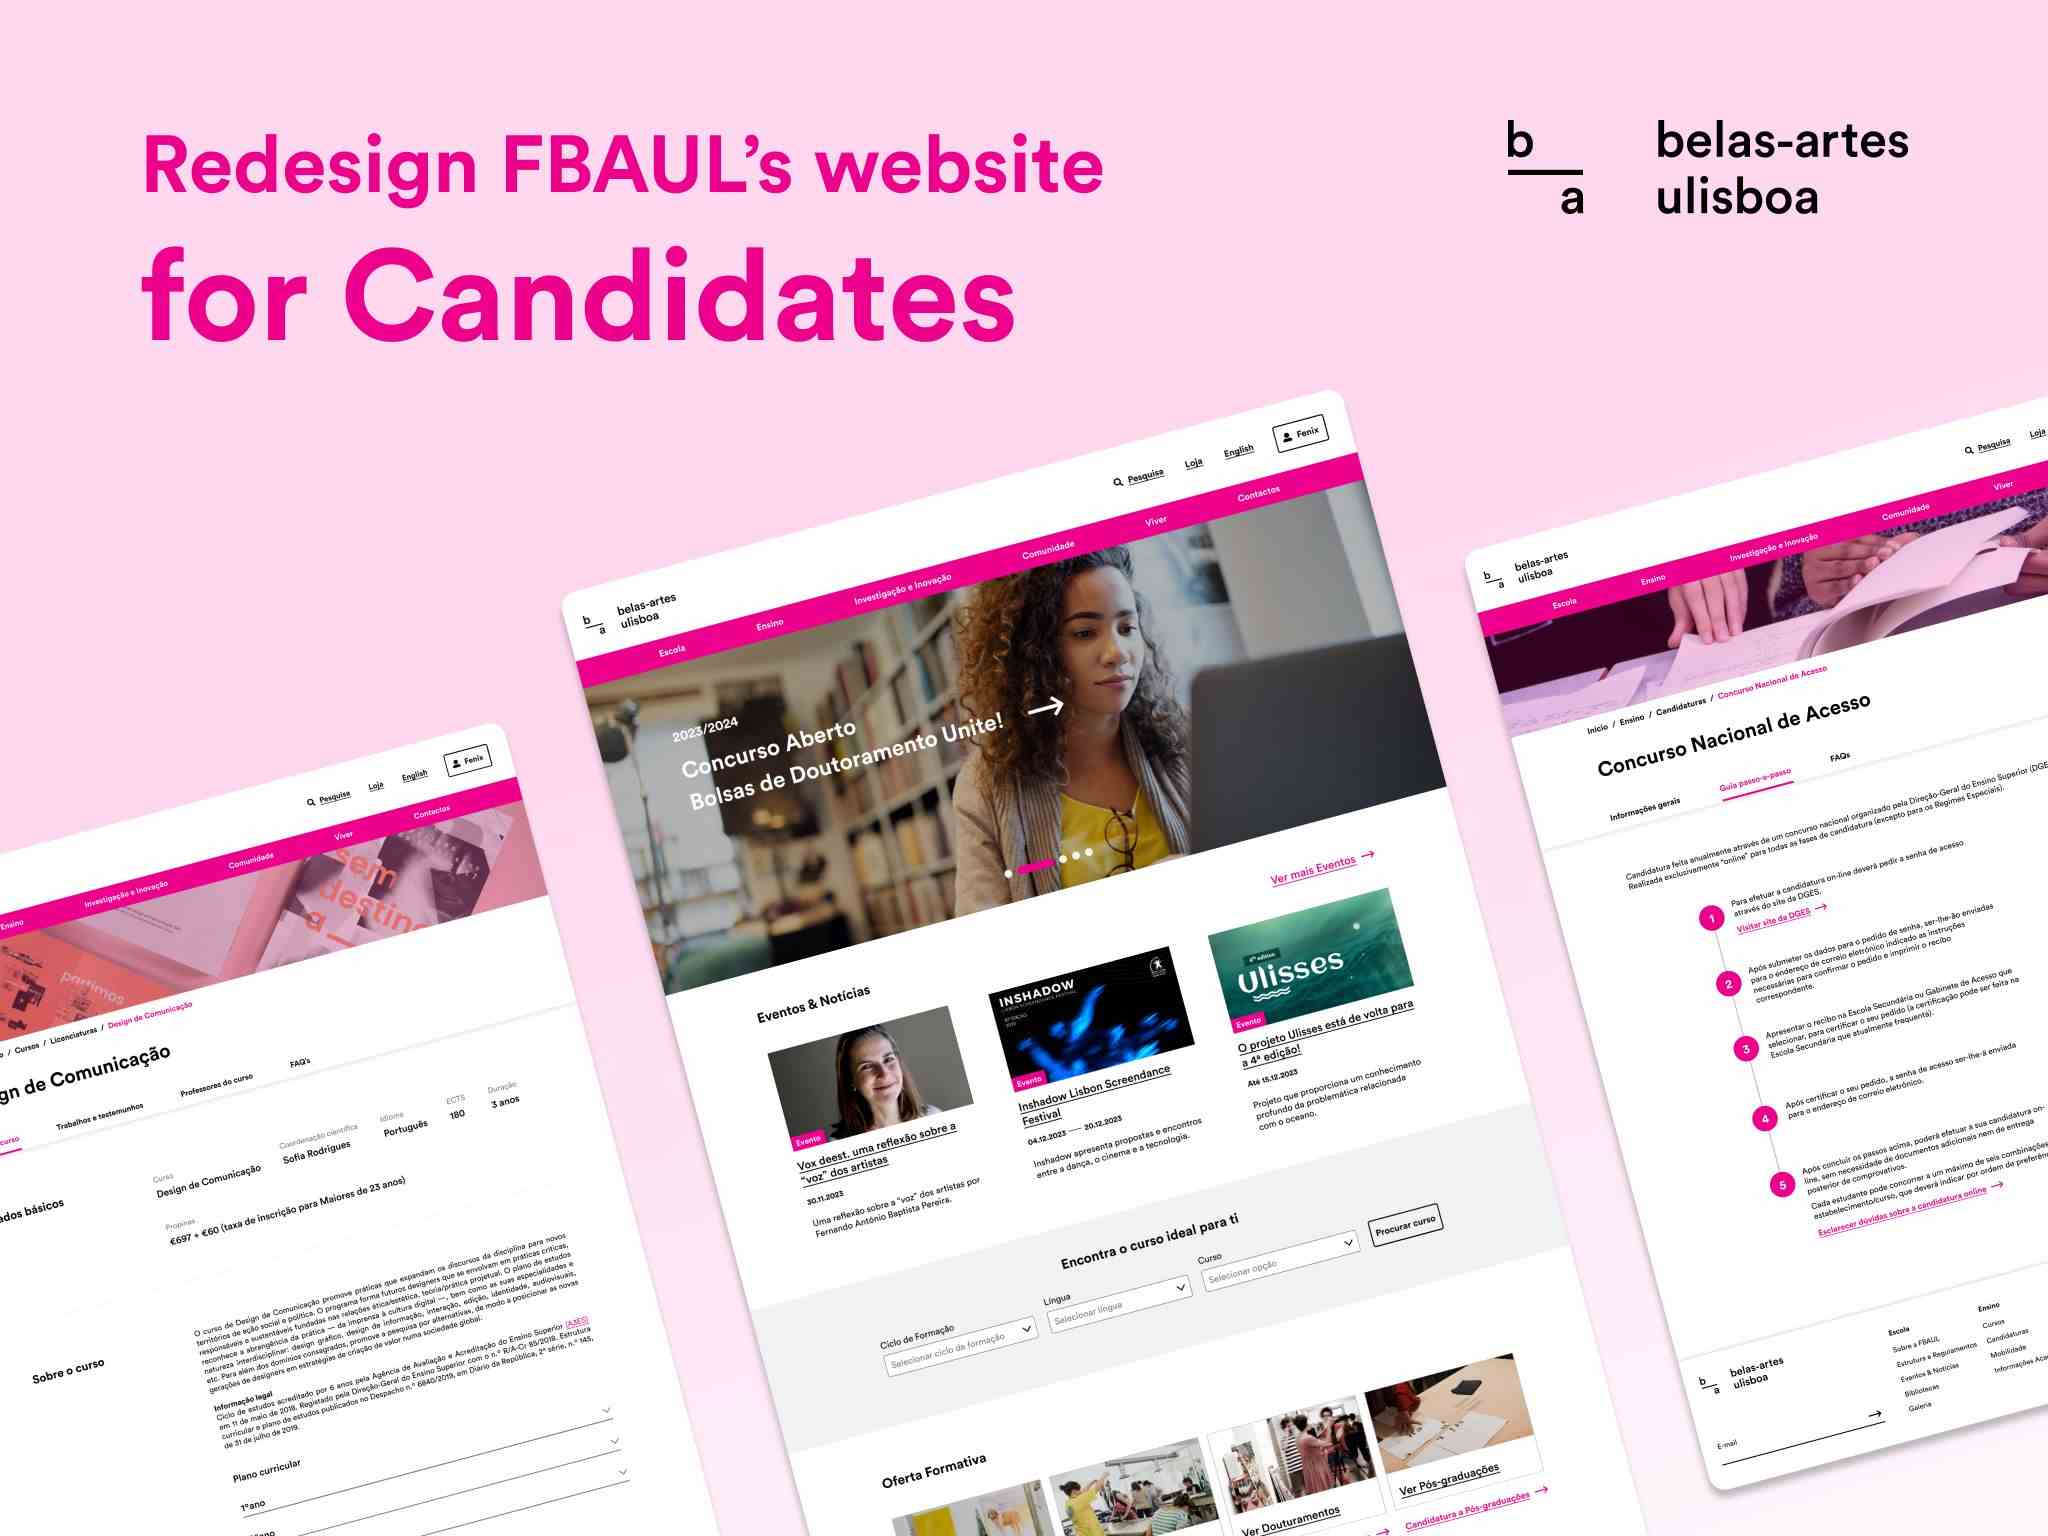 Redesign FBAUL’s website
for Candidates
b
a
belas-artes
ulisboa
Pesquisa
Loja
English
Fenix
Ensino
Investigação e Inovação
Comunidade
Viver
Contactos
sem
destino
a —
partimos
/ Cursos / Licenciaturas / Design de Comunicação
gn de Comunicação
curso
Trabalhos e testemunhos
Professores do curso
FAQ's
ados básicos
Curso
Design de Comunicação
Coordenação científica
Sofia Rodrigues
Idioma
Português
ECTS
180
Duração
3 anos
Propinas
€697 + €60 (taxa de inscrição para Maiores de 23 anos)
Sobre o curso
O curso de Design de Comunicação promove práticas que expandam os discursos da disciplina para novos
territórios de ação social e política. O programa forma futuros designers que se envolvam em práticas críticas,
responsáveis e sustentáveis fundadas nas relações ética/estética, teoria/prática projetual. O plano de estudos
reconhece a abrangência da prática — da imprensa à cultura digital —, bem como as suas especialidades e
natureza interdisciplinar: design gráfico, design de informação, interação, edição, identidade, audiovisuais,
etc. Para além dos domínios consagrados, promove a pesquisa por alternativas, de modo a posicionar as novas
gerações de designers em estratégias de criação de valor numa sociedade global.
Informação legal
Ciclo de estudos acreditado por 6 anos pela Agência de Avaliação e Acreditação do Ensino Superior (A3ES)
em 11 de maio de 2018. Registado pela Direção-Geral do Ensino Superior com o n.º R/A-Cr 85/2018. Estrutura
curricular e plano de estudos publicados no Despacho n.º 6840/2019, em Diário da República, 2ª série, n.º 145,
de 31 de julho de 2019.
Plano curricular
1ºano
ºano
b
a
belas-artes
ulisboa
Pesquisa
Loja
English
Fenix
Escola
Ensino
Investigação e Inovação
Comunidade
Viver
Contactos
2023/2024
Concurso Aberto
Bolsas de Doutoramento Unite!
Eventos & Notícias
Ver mais Eventos
Evento
Vox deest. uma reflexão sobre a
“voz” dos artistas
30.11.2023
Uma reflexão sobre a “voz” dos artistas por
Fernando António Baptista Pereira.
INSHADOW
LISBON SCREENDANCE FESTIVAL
Evento
Inshadow Lisbon Screendance
Festival
04.12.2023 — 20.12.2023
Inshadow apresenta propostas e encontros
entre a dança, o cinema e a tecnologia.
4th edition
ulisses
Evento
O projeto Ulisses está de volta para
a 4ª edição!
Até 15.12.2023
Projeto que proporciona um conhecimento
profundo da problemática relacionada
com o oceano.
Encontra o curso ideal para ti
Ciclo de Formação
Selecionar ciclo de formação
Língua
Selecionar língua
Curso
Selecionar opção
Procurar curso
Oferta Formativa
Ver Douturamentos
Ver Pós-graduações
Candidatura a Pós-graduações
b
a
belas-artes
ulisboa
Pesquisa
Loja
Escola
Ensino
Investigação e Inovação
Comunidade
Viver
Início / Ensino / Candidaturas / Concurso Nacional de Acesso
Concurso Nacional de Acesso
Informações gerais
Guia passo-a-passo
FAQs
Candidatura feita anualmente através de um concurso nacional organizado pela Direção-Geral do Ensino Superior (DGE
Realizada exclusivamente "online" para todas as fases de candidatura (excepto para os Regimes Especiais).
1
Para efetuar a candidatura on-line deverá pedir a senha de acesso
através do site da DGES.
Visitar site da DGES
2
Após submeter os dados para o pedido de senha, ser-lhe-ão enviadas
para o endereço de correio eletrónico indicado as instruções
necessárias para confirmar o pedido e imprimir o recibo
correspondente.
3
Apresentar o recibo na Escola Secundária ou Gabinete de Acesso que
selecionar, para certificar o seu pedido (a certificação pode ser feita na
Escola Secundária que atualmente frequenta).
4
Após certificar o seu pedido, a senha de acesso ser-lhe-á enviada
para o endereço de correio eletrónico.
5
Após concluir os passos acima, poderá efetuar a sua candidatura on-
line, sem necessidade de documentos adicionais nem de entrega
posterior de comprovativos.
Cada estudante pode concorrer a um máximo de seis combinações
estabelecimento/curso, que deverá indicar por ordem de preferên
Esclarecer dúvidas sobre a candidatura online
b
a
belas-artes
ulisboa
E-mail
Escola
Sobre a FBAUL
Estrutura e Regulamentos
Eventos & Notícias
Bibliotecas
Galeria
Ensino
Cursos
Candidaturas
Mobilidade
Informações Aca